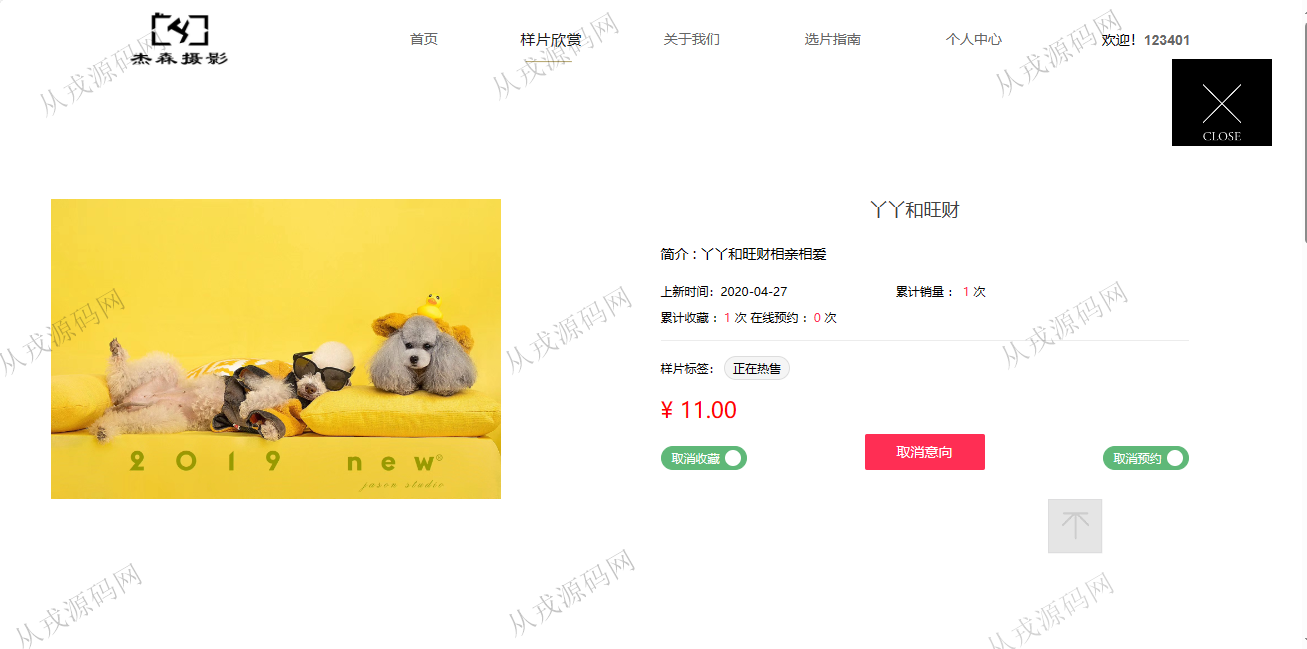 杰森摄影
首页
样片欣赏
关于我们
选片指南
个人中心
欢迎！123401
CLOSE
丫丫和旺财
简介：丫丫和旺财相亲相爱
上新时间：2020-04-27
累计销量： 1 次
累计收藏： 1 次 在线预约： 0 次
样片标签：
正在热售
¥ 11.00
取消收藏
取消意向
取消预约
2019 new®
jason studio
从戎源码网
从戎源码网
从戎源码网
从戎源码网
从戎源码网
从戎源码网
从戎源码网
从戎源码网
从戎源码网